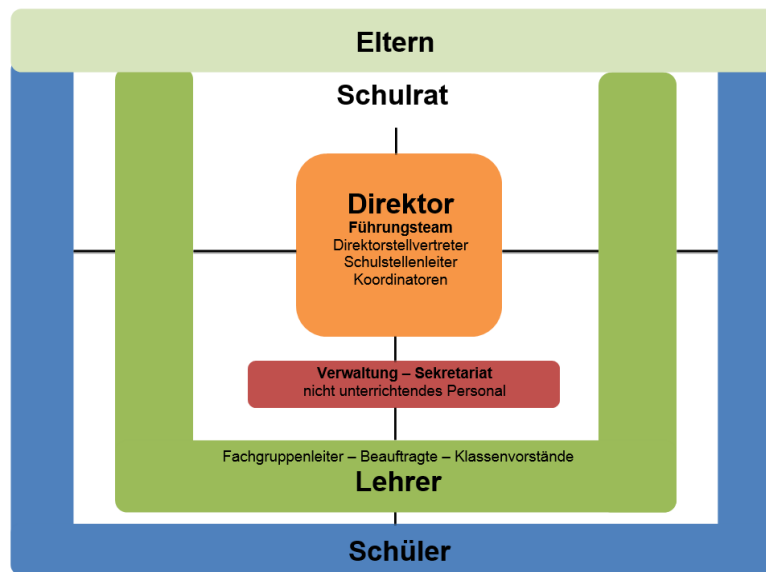 Eltern
Schulrat
Direktor
Führungsteam
Direktorstellvertreter
Schulstellenleiter
Koordinatoren
Verwaltung – Sekretariat
nicht unterrichtendes Personal
Fachgruppenleiter – Beauftragte – Klassenvorstände
Lehrer
Schüler